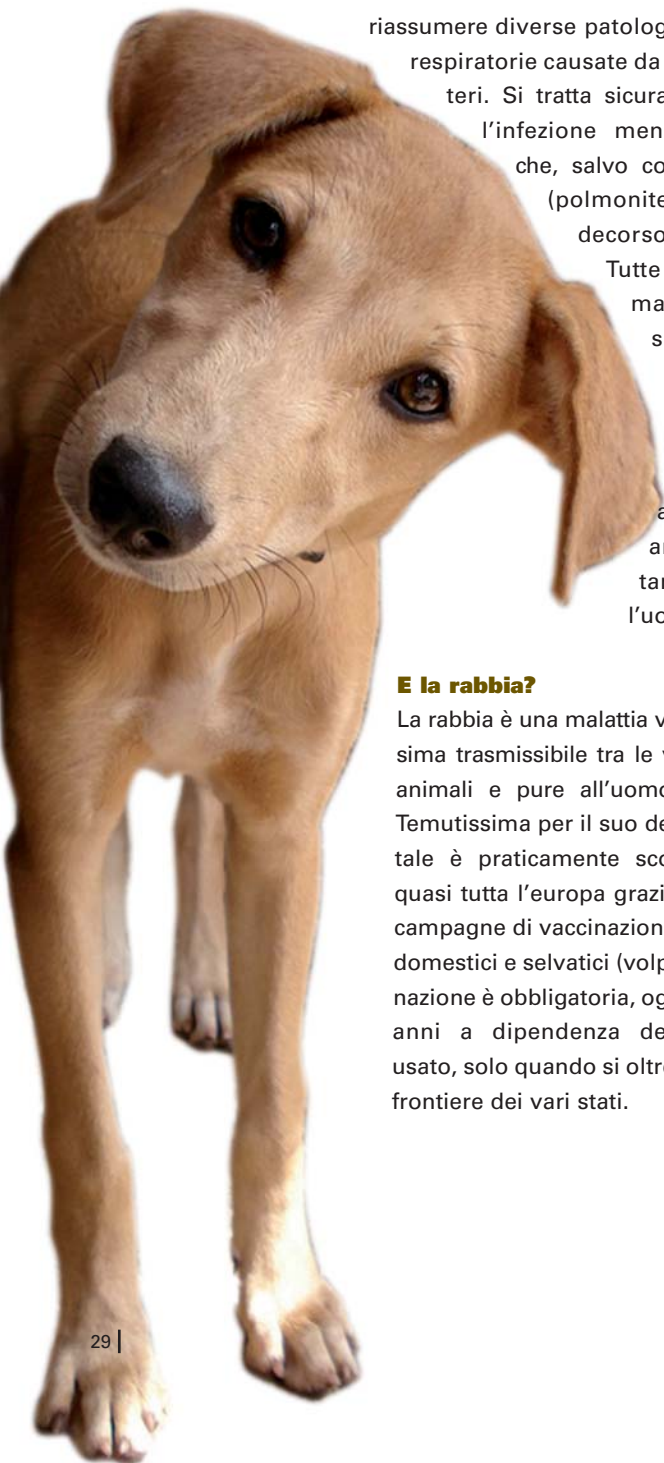 riassumere diverse patolog
respiratorie causate da
teri. Si tratta sicura
l'infezione men
che, salvo co
(polmonite
decorso
Tutte
ma
s
a
ar
tar
l'uo
E la rabbia?
La rabbia è una malattia v
sima trasmissibile tra le v
animali e pure all'uomo
Temutissima per il suo de
tale è praticamente sco
quasi tutta l'europa grazi
campagne di vaccinazion
domestici e selvatici (volp
nazione è obbligatoria, og
anni a dipendenza de
usato, solo quando si oltre
frontiere dei vari stati.
29